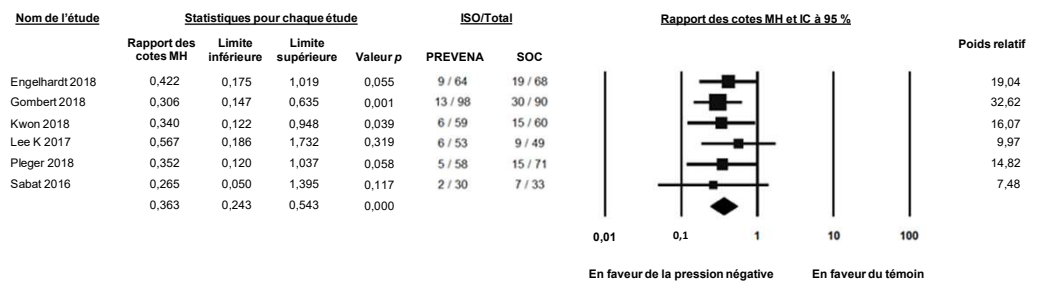 Nom de l'étude Statistiques pour chaque étude ISO/Total Rapport des cotes MH et IC à 95 %
Rapport des cotes MH Limite inférieure Limite supérieure Valeur p PREVENA SOC Poids relatif
Engelhardt 2018 0,422 0,175 1,019 0,055 9 / 64 19 / 68 19,04
Gombert 2018 0,306 0,147 0,635 0,001 13 / 98 30 / 90 32,62
Kwon 2018 0,340 0,122 0,948 0,039 6 / 59 15 / 60 16,07
Lee K 2017 0,567 0,186 1,732 0,319 6 / 53 9 / 49 9,97
Pleger 2018 0,352 0,120 1,037 0,058 5 / 58 15 / 71 14,82
Sabat 2016 0,265 0,050 1,395 0,117 2 / 30 7 / 33 7,48
0,363 0,243 0,543 0,000
0,01 0,1 1 10 100
En faveur de la pression négative En faveur du témoin